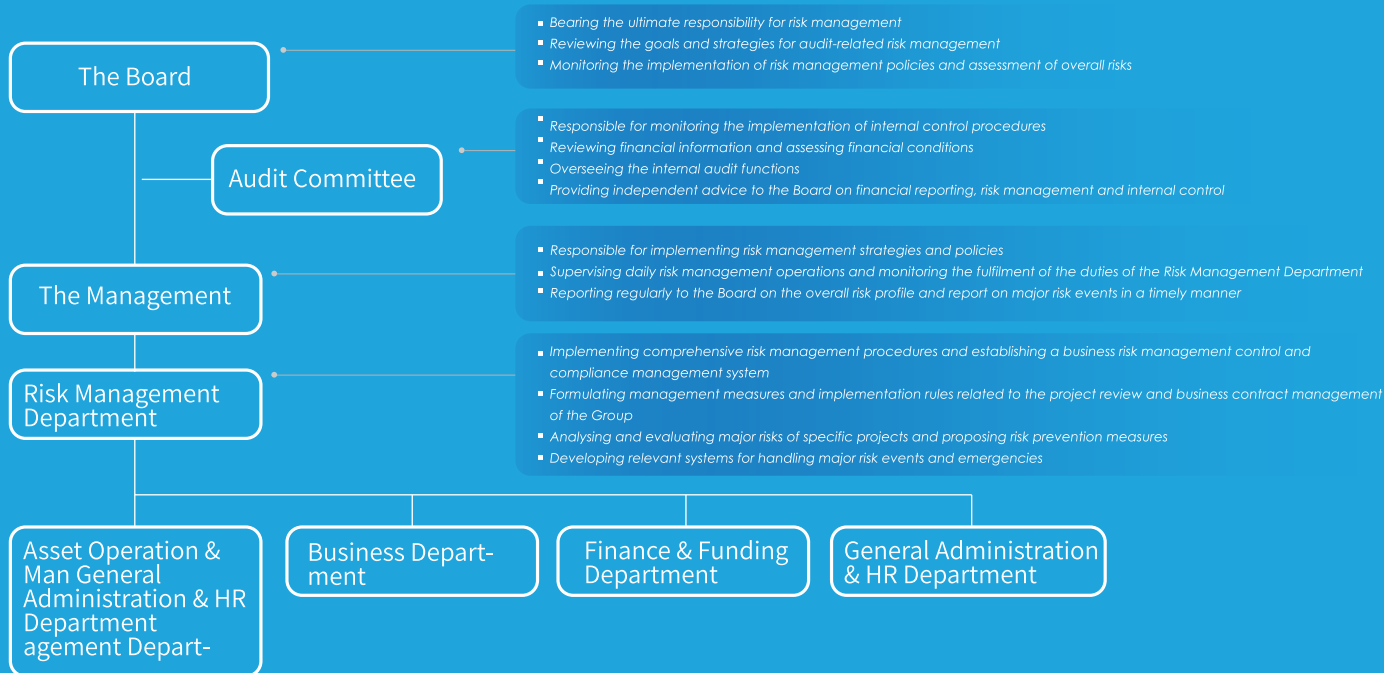 The Board
▪ Bearing the ultimate responsibility for risk management
▪ Reviewing the goals and strategies for audit-related risk management
▪ Monitoring the implementation of risk management policies and assessment of overall risks
Audit Committee
▪ Responsible for monitoring the implementation of internal control procedures
▪ Reviewing financial information and assessing financial conditions
▪ Overseeing the internal audit functions
▪ Providing independent advice to the Board on financial reporting, risk management and internal control
The Management
▪ Responsible for implementing risk management strategies and policies
▪ Supervising daily risk management operations and monitoring the fulfilment of the duties of the Risk Management Department
▪ Reporting regularly to the Board on the overall risk profile and report on major risk events in a timely manner
Risk Management
Department
▪ Implementing comprehensive risk management procedures and establishing a business risk management control and
compliance management system
▪ Formulating management measures and implementation rules related to the project review and business contract management
of the Group
▪ Analysing and evaluating major risks of specific projects and proposing risk prevention measures
▪ Developing relevant systems for handling major risk events and emergencies
Asset Operation &
Man General
Administration & HR
Department
agement Depart-
Business Depart-
ment
Finance & Funding
Department
General Administration
& HR Department